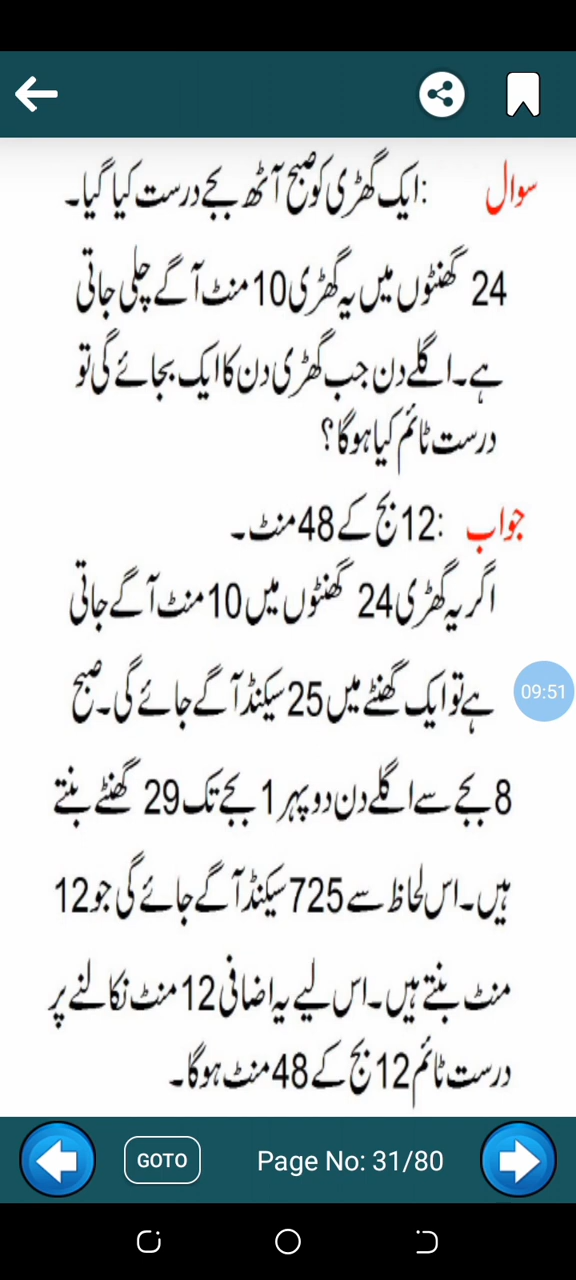 سوال :ایک گھڑی کو صبح آٹھ بجے درست کیا گیا۔
24 گھنٹوں میں یہ گھڑی 10 منٹ آگے چلی جاتی
ہے۔ اگلے دن جب گھڑی دن کا ایک بجائے گی تو
درست ٹائم کیا ہوگا؟
جواب :12 بج کے 48 منٹ۔
اگر یہ گھڑی 24 گھنٹوں میں 10 منٹ آگے جاتی
ہے تو ایک گھنٹے میں 25 سیکنڈ آگے جائے گی۔ صبح
09:51
8 بجے سے اگلے دن دوپہر 1 بجے تک 29 گھنٹے بنتے
ہیں۔ اس لحاظ سے 725 سیکنڈ آگے جائے گی جو 12
منٹ بنتے ہیں۔ اس لیے یہ اضافی 12 منٹ نکالنے پر
درست ٹائم 12 بج کے 48 منٹ ہوگا۔
GOTO
Page No: 31/80